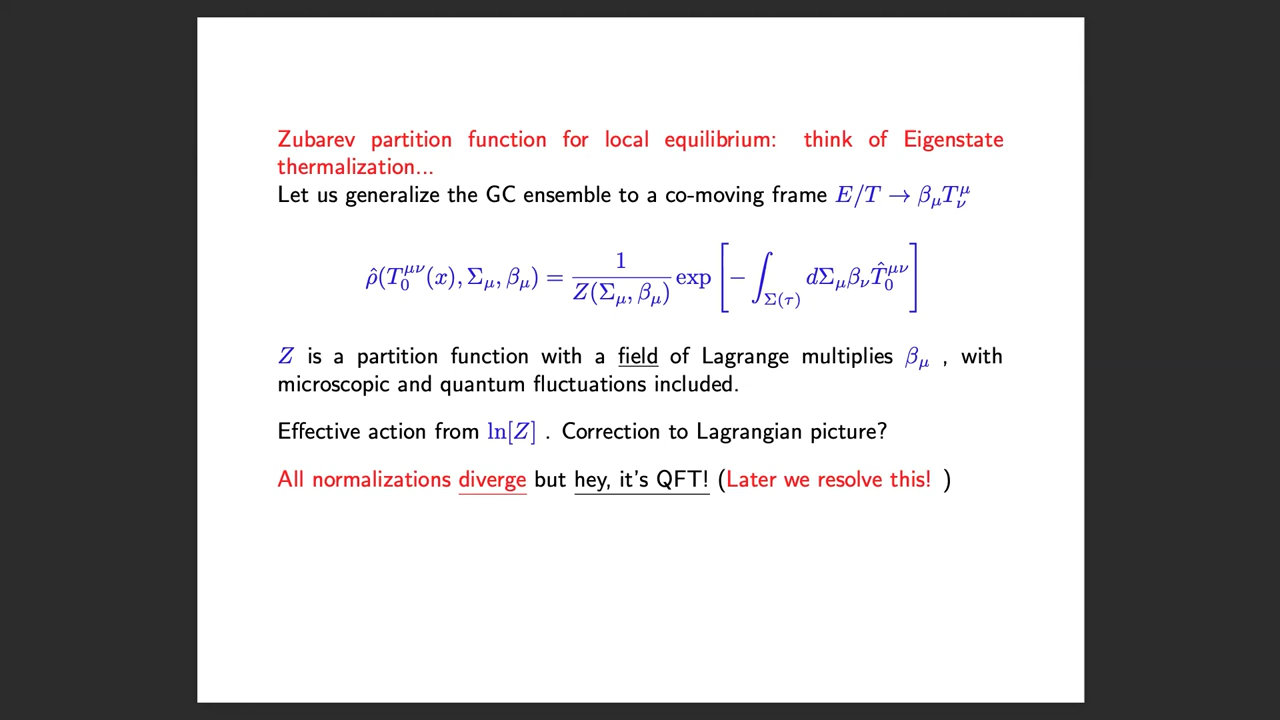 Zubarev partition function for local equilibrium: think of Eigenstate
thermalization...
Let us generalize the GC ensemble to a co-moving frame E/T → β_μT^μ_ν
ρ̂(T_0^{μν}(x), Σ_μ, β_μ) = 1/Z(Σ_μ, β_μ) exp [ − ∫_{Σ(τ)} dΣ_μβ_νT̂_0^{μν} ]
Z is a partition function with a field of Lagrange multiplies β_μ , with
microscopic and quantum fluctuations included.
Effective action from ln[Z] . Correction to Lagrangian picture?
All normalizations diverge but hey, it's QFT! (Later we resolve this! )